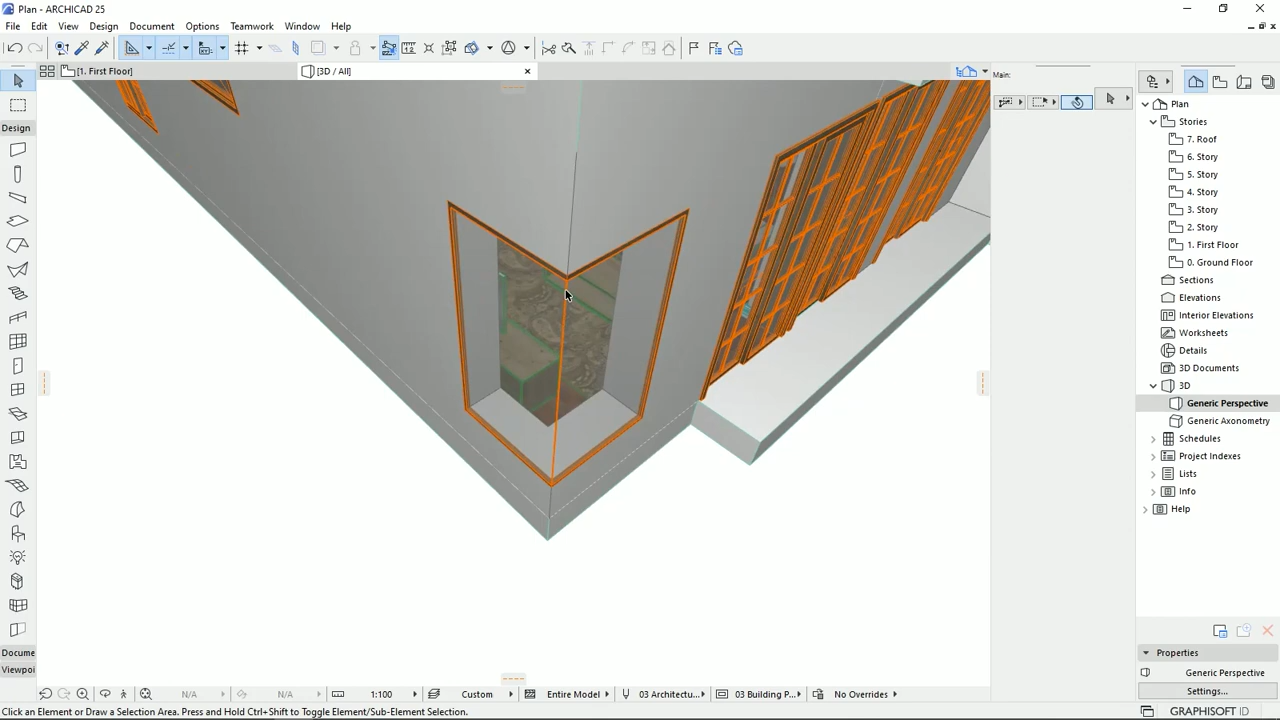 Plan - ARCHICAD 25
File Edit View Design Document Options Teamwork Window Help
[1. First Floor]
[3D / All]
Main:
Design
Plan
Stories
7. Roof
6. Story
5. Story
4. Story
3. Story
2. Story
1. First Floor
0. Ground Floor
Sections
Elevations
Interior Elevations
Worksheets
Details
3D Documents
3D
Generic Perspective
Generic Axonometry
Schedules
Project Indexes
Lists
Info
Help
Docume
Viewpoi
Properties
Generic Perspective
Settings...
N/A
N/A
1:100
Custom
Entire Model
03 Architectu...
03 Building P...
No Overrides
Click an Element or Draw a Selection Area. Press and Hold Ctrl+Shift to Toggle Element/Sub-Element Selection.
GRAPHISOFT ID